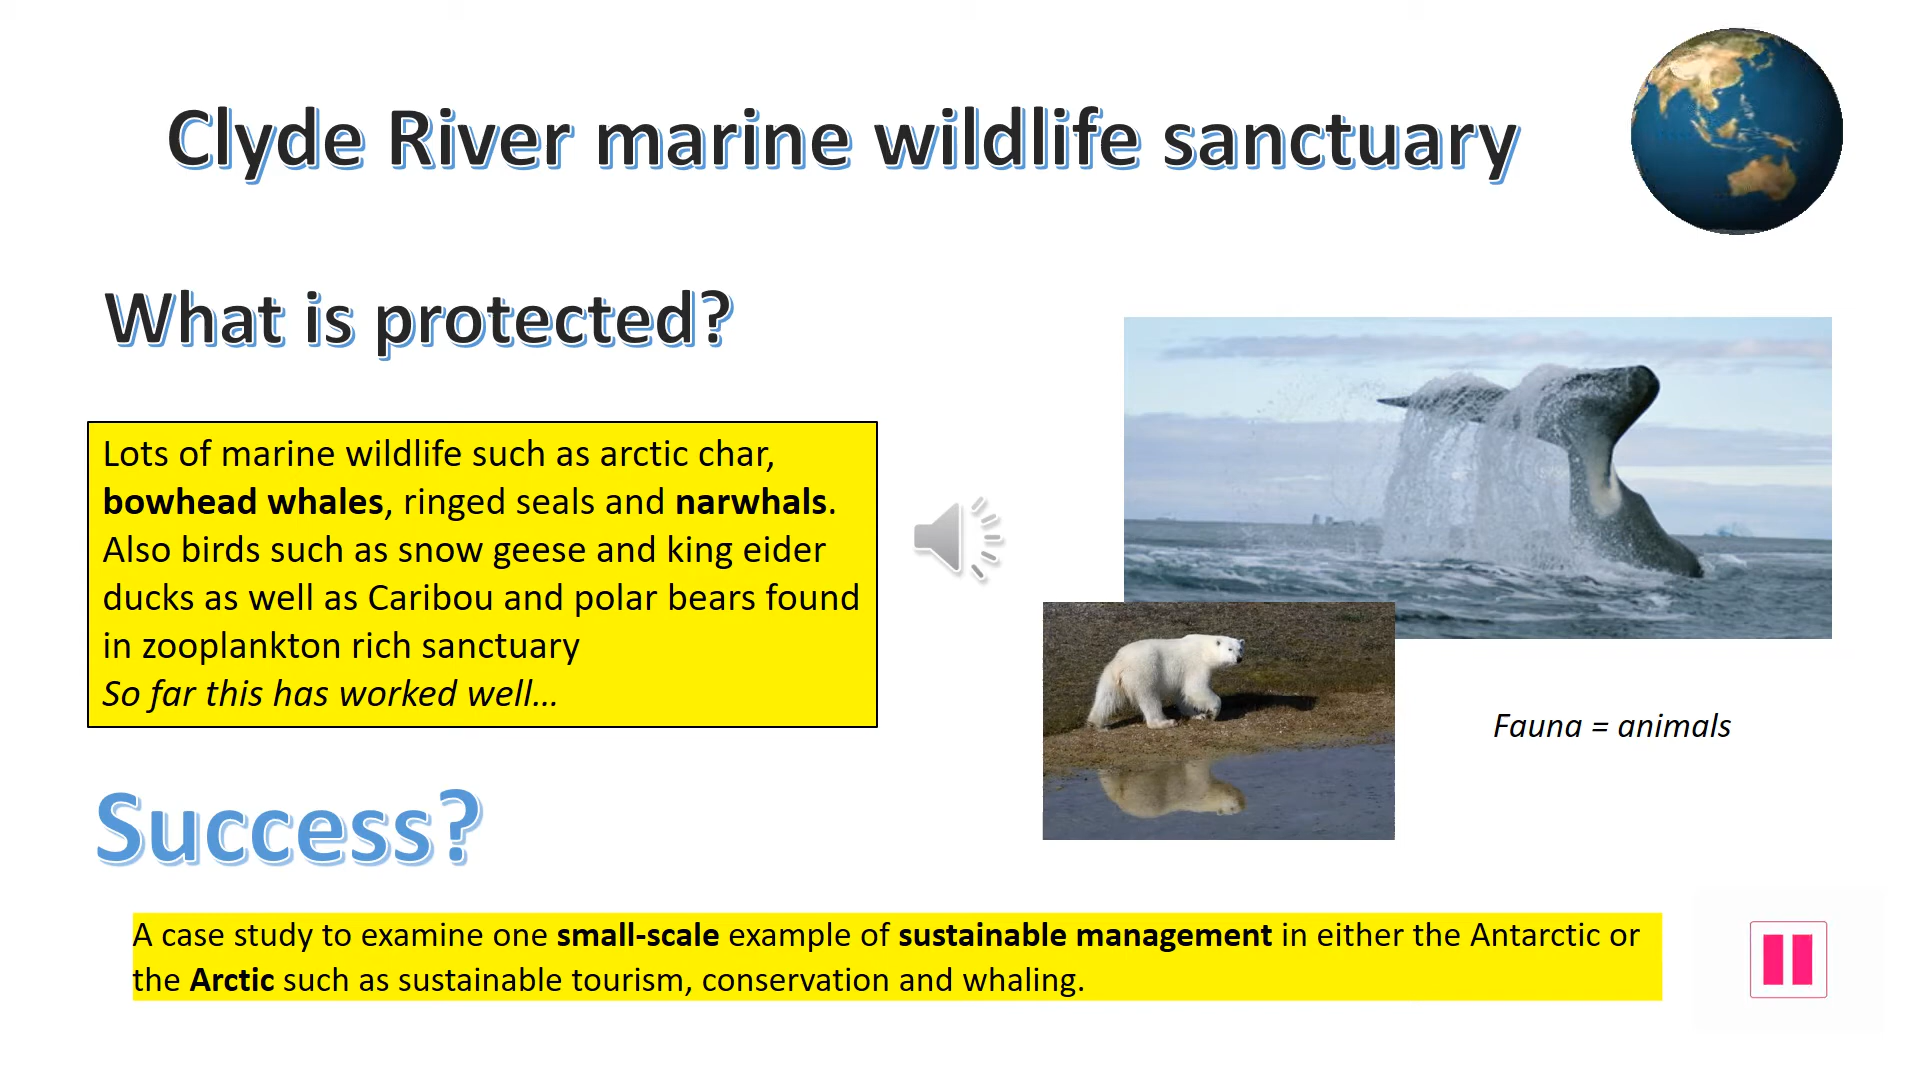 Clyde River marine wildlife sanctuary
What is protected?
Lots of marine wildlife such as arctic char,
bowhead whales, ringed seals and narwhals.
Also birds such as snow geese and king eider
ducks as well as Caribou and polar bears found
in zooplankton rich sanctuary
So far this has worked well…
Fauna = animals
Success?
A case study to examine one small-scale example of sustainable management in either the Antarctic or
the Arctic such as sustainable tourism, conservation and whaling.